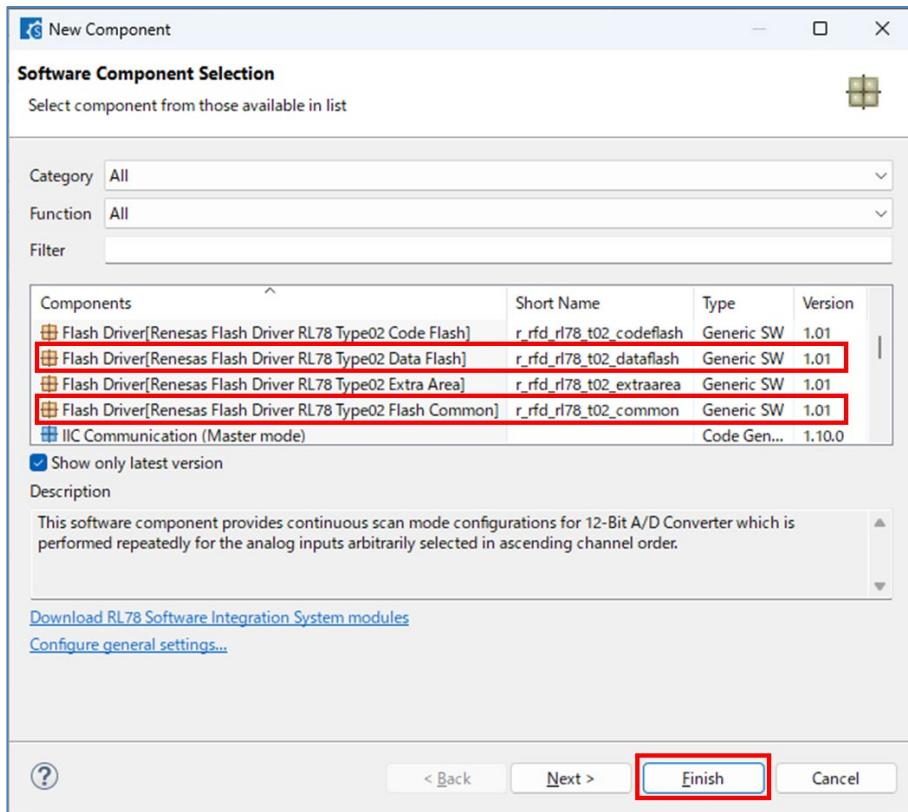 New Component
Software Component Selection
Select component from those available in list
Category All
Function All
Filter
Components Short Name Type Version
Flash Driver[Renesas Flash Driver RL78 Type02 Code Flash] r_rfd_rl78_t02_codeflash Generic SW 1.01
Flash Driver[Renesas Flash Driver RL78 Type02 Data Flash] r_rfd_rl78_t02_dataflash Generic SW 1.01
Flash Driver[Renesas Flash Driver RL78 Type02 Extra Area] r_rfd_rl78_t02_extraarea Generic SW 1.01
Flash Driver[Renesas Flash Driver RL78 Type02 Flash Common] r_rfd_rl78_t02_common Generic SW 1.01
IIC Communication (Master mode) Code Gen... 1.10.0
Show only latest version
Description
This software component provides continuous scan mode configurations for 12-Bit A/D Converter which is
performed repeatedly for the analog inputs arbitrarily selected in ascending channel order.
Download RL78 Software Integration System modules
Configure general settings...
? < Back Next > Finish Cancel